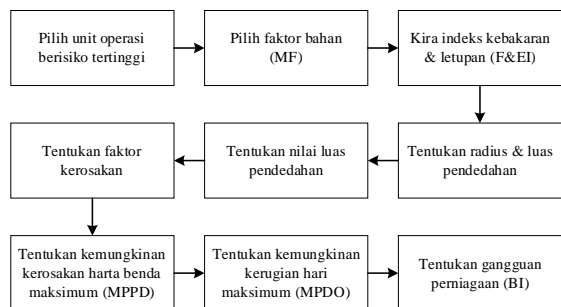 Pilih unit operasi
berisiko tertinggi
Pilih faktor bahan
(MF)
Kira indeks kebakaran
& letupan (F&EI)
Tentukan radius & luas
pendedahan
Tentukan nilai luas
pendedahan
Tentukan faktor
kerosakan
Tentukan kemungkinan
kerosakan harta benda
maksimum (MPPD)
Tentukan kemungkinan
kerugian hari
maksimum (MPDO)
Tentukan gangguan
perniagaan (BI)